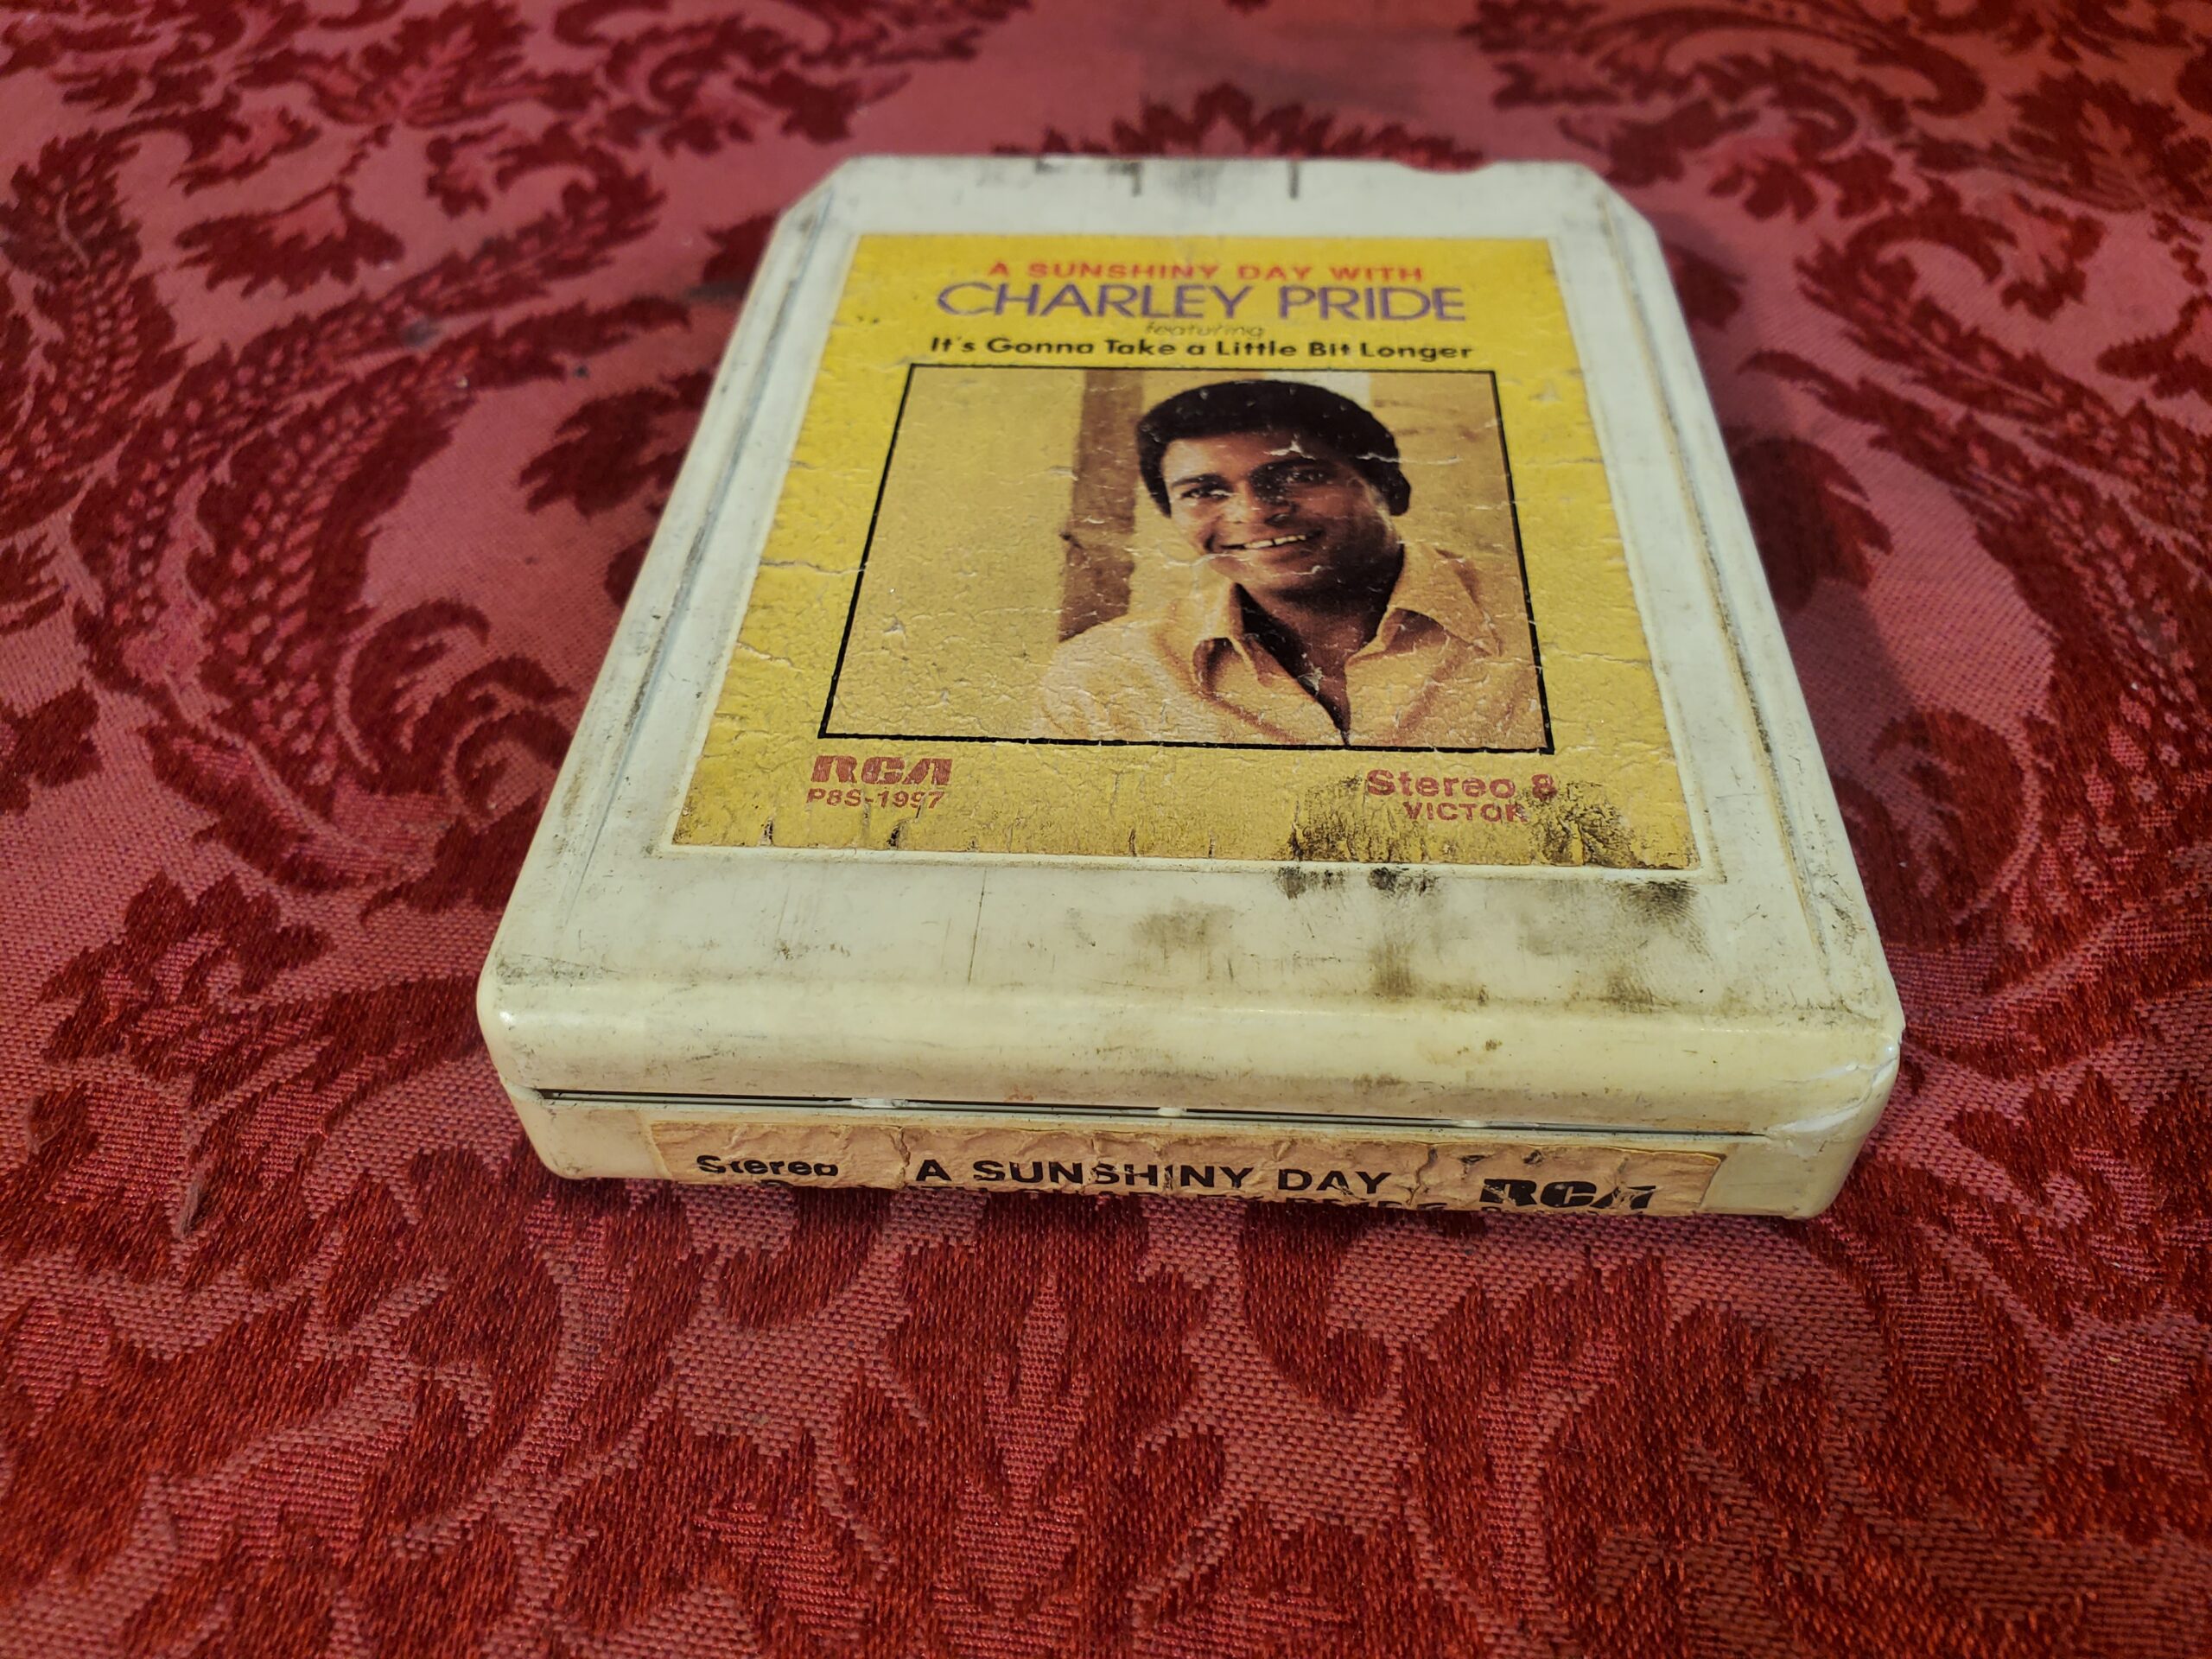 A SUNSHINY DAY WITH
CHARLEY PRIDE
featuring
It's Gonna Take a Little Bit Longer
RCA
P8S-1997
Stereo 8
VICTOR
Stereo A SUNSHINY DAY RCA